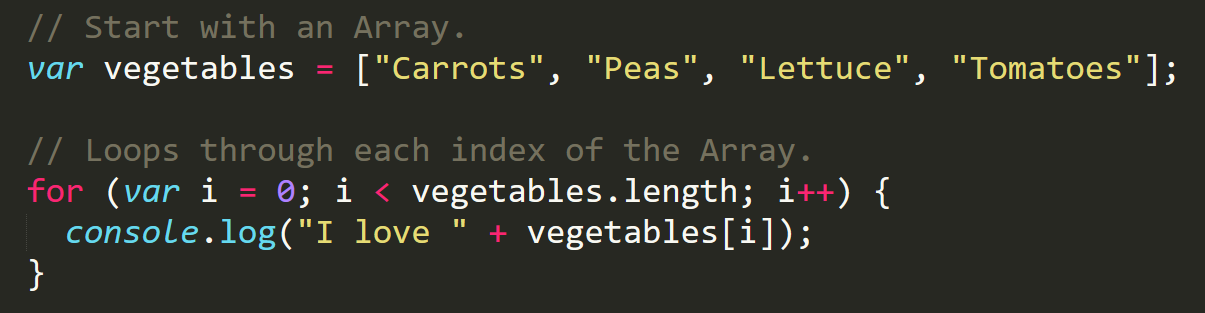 // Start with an Array.
var vegetables = ["Carrots", "Peas", "Lettuce", "Tomatoes"];
// Loops through each index of the Array.
for (var i = 0; i < vegetables.length; i++) {
  console.log("I love " + vegetables[i]);
}